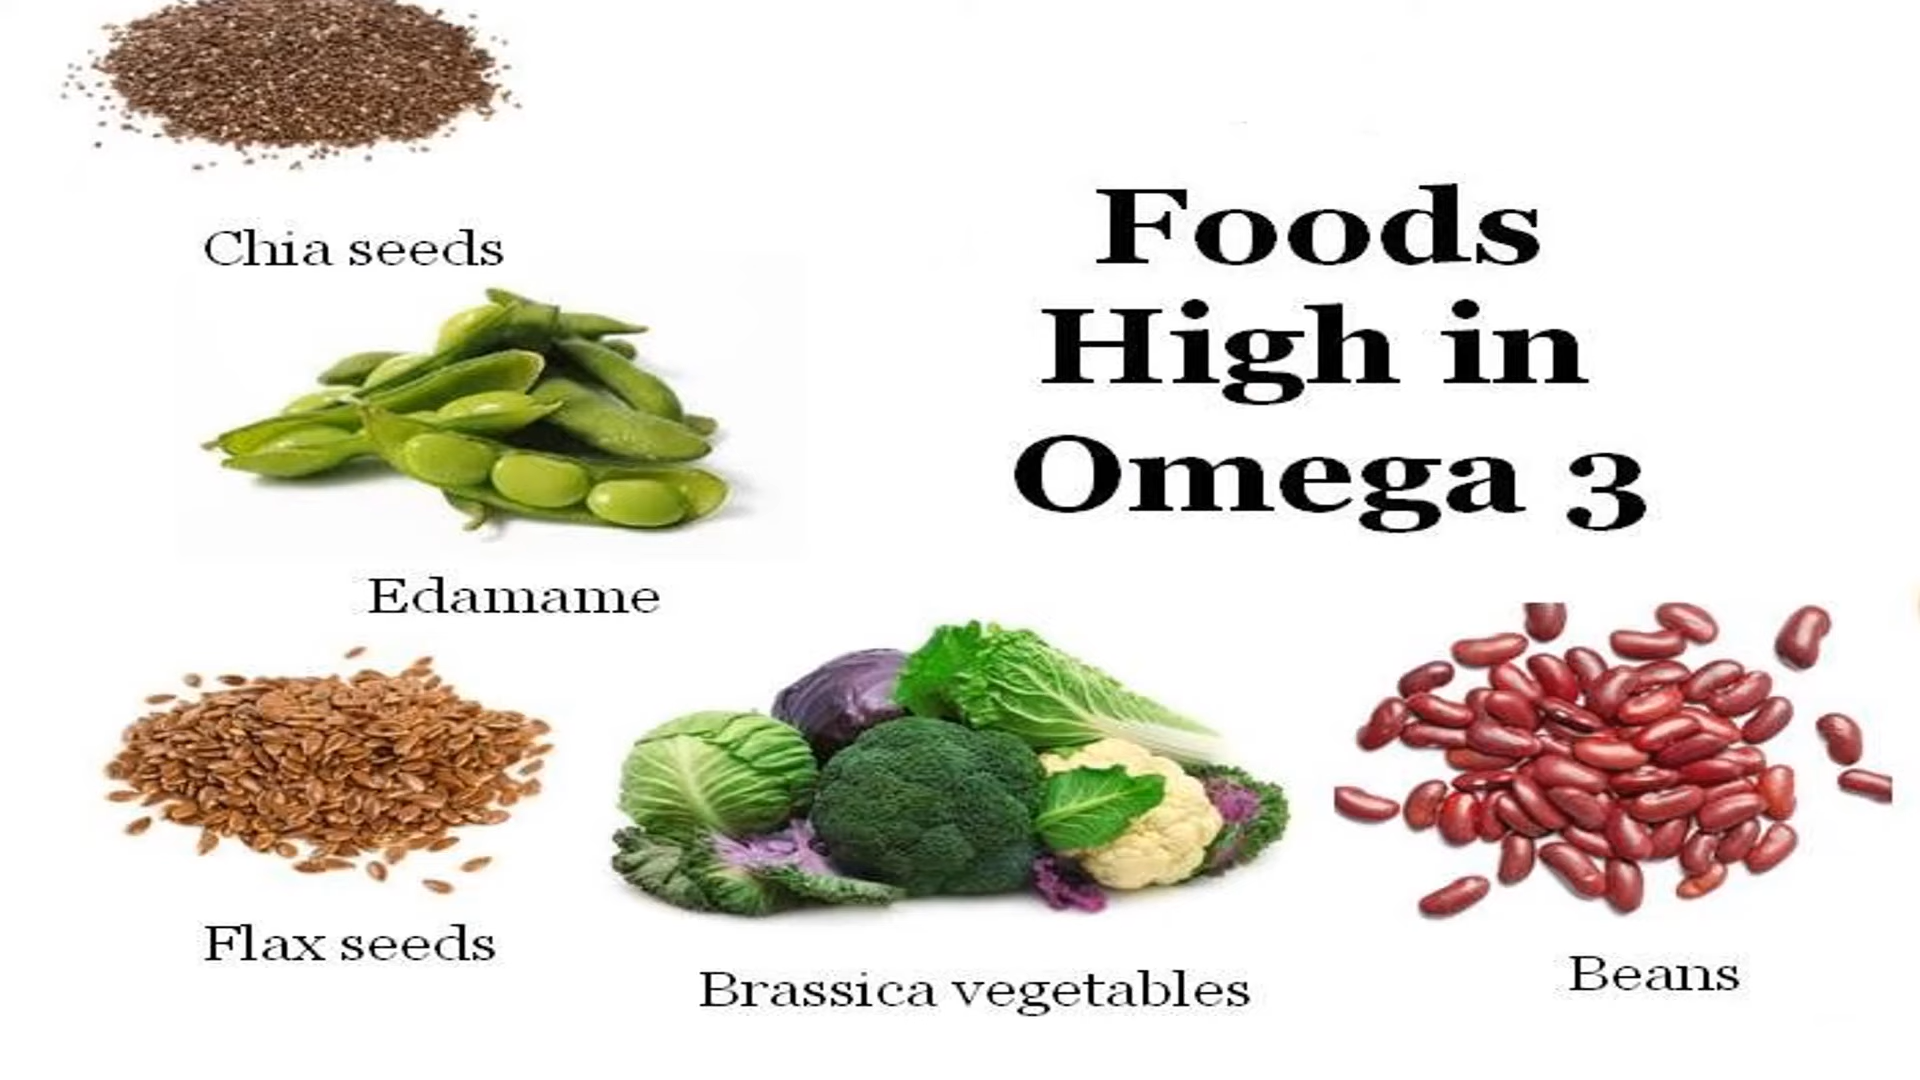 Chia seeds
Foods
High in
Omega 3
Edamame
Flax seeds
Brassica vegetables
Beans